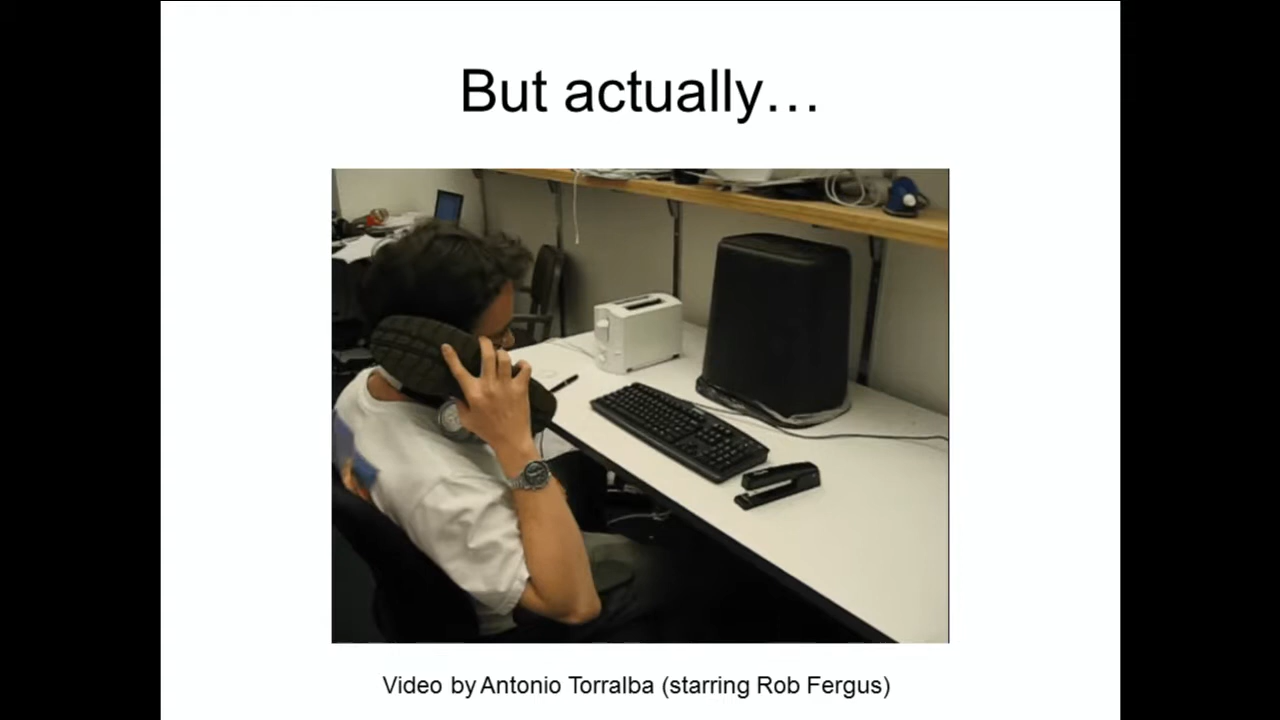 But actually…
Video by Antonio Torralba (starring Rob Fergus)